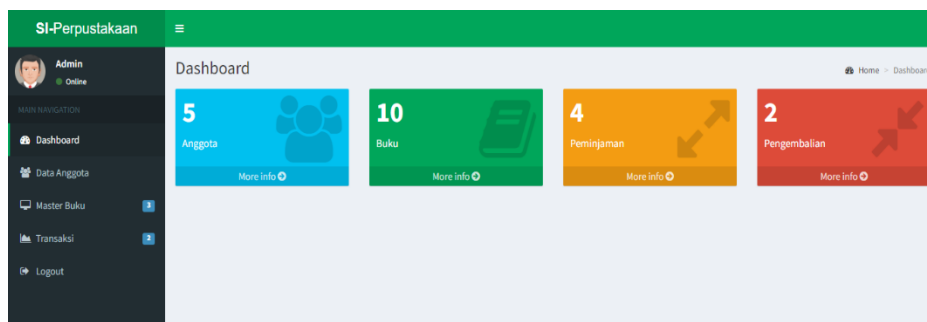 SI-Perpustakaan
Admin
Online
MAIN NAVIGATION
Dashboard
Data Anggota
Master Buku 3
Transaksi 2
Logout
Dashboard
Home > Dashboar
5
Anggota
More info
10
Buku
More info
4
Peminjaman
More info
2
Pengembalian
More info